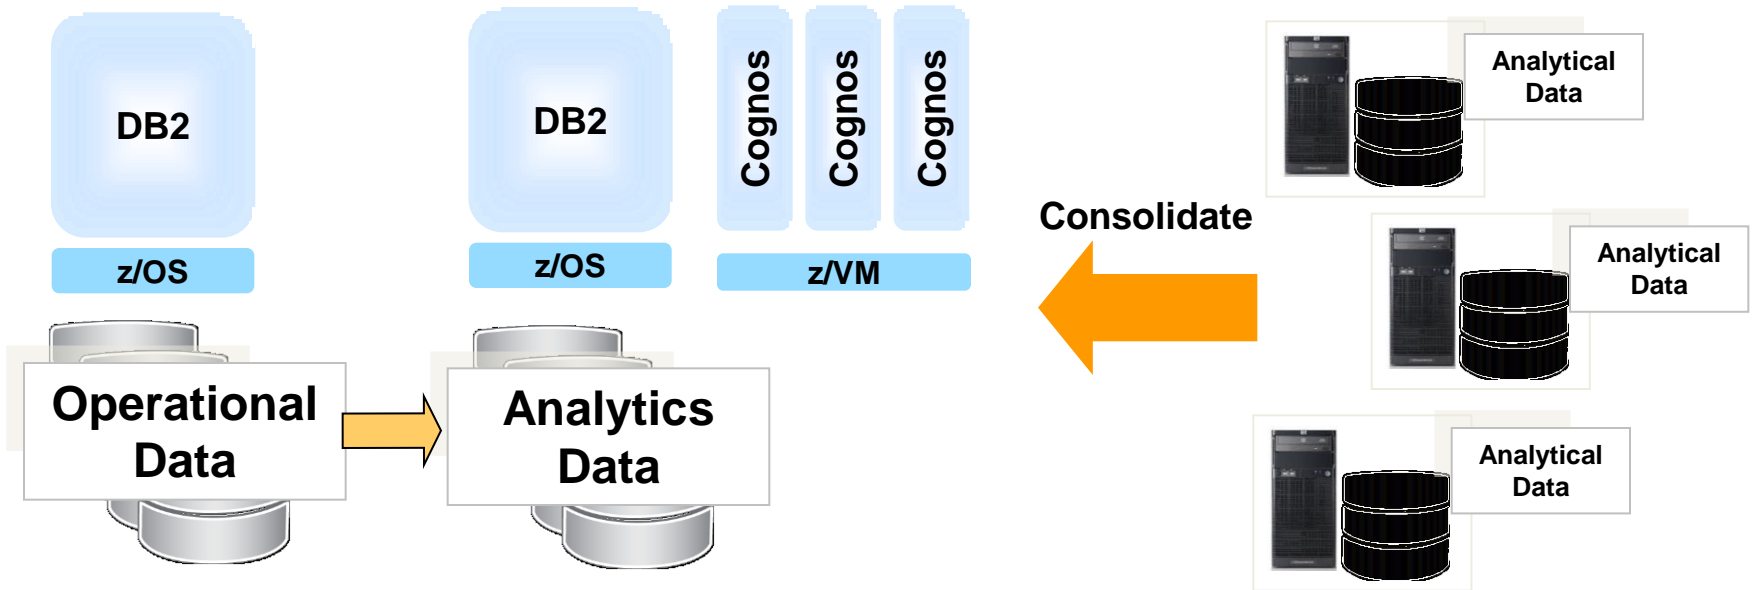 DB2
z/OS
Operational
Data
DB2
z/OS
Cognos
Cognos
Cognos
z/VM
Analytics
Data
Consolidate
Analytical
Data
Analytical
Data
Analytical
Data